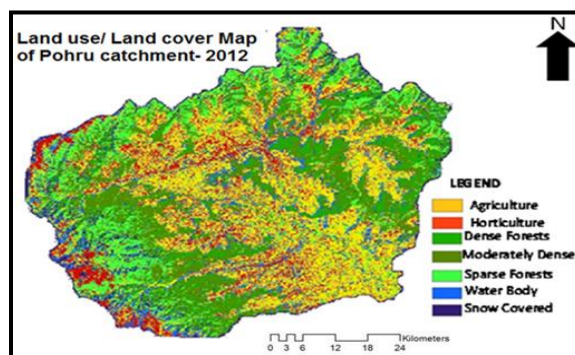 Land use/ Land cover Map
of Pohru catchment- 2012
N
LEGEND
Agriculture
Horticulture
Dense Forests
Moderately Dense
Sparse Forests
Water Body
Snow Covered
Kilometers
0 3 6 12 18 24